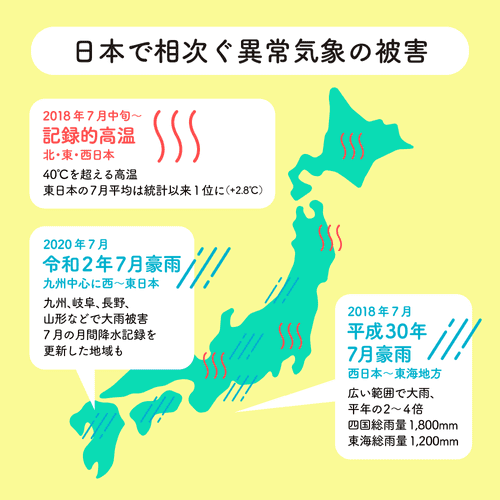 日本で相次ぐ異常気象の被害
2018年7月中旬〜
記録的高温
北・東・西日本
40℃を超える高温
東日本の7月平均は統計以来1位に(+2.8℃)
2020年7月
令和2年7月豪雨
九州中心に西〜東日本
九州、岐阜、長野、
山形などで大雨被害
7月の月間降水記録を
更新した地域も
2018年7月
平成30年
7月豪雨
西日本〜東海地方
広い範囲で大雨、
平年の2〜4倍
四国総雨量1,800mm
東海総雨量1,200mm